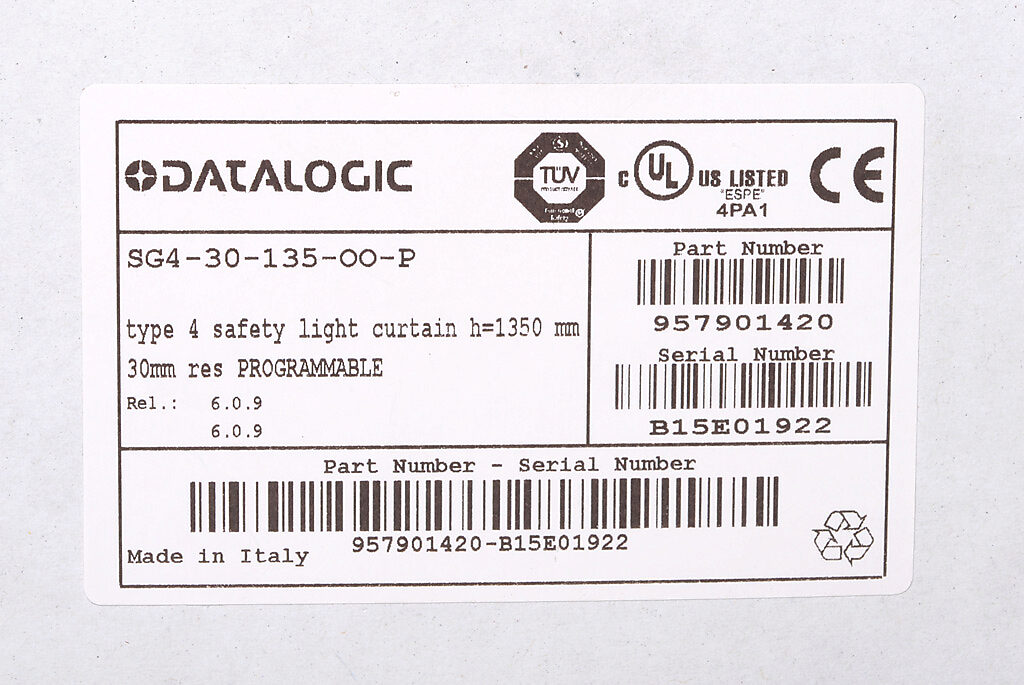 DATALOGIC
TÜV
c UL US LISTED
"ESPE"
4PA1
CE
SG4-30-135-OO-P
type 4 safety light curtain h=1350 mm
30mm res PROGRAMMABLE
Rel.: 6.0.9
6.0.9
Part Number
957901420
Serial Number
B15E01922
Part Number - Serial Number
957901420-B15E01922
Made in Italy